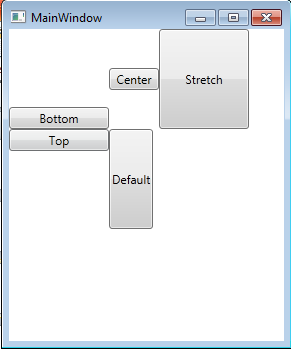 MainWindow
Center
Stretch
Bottom
Top
Default